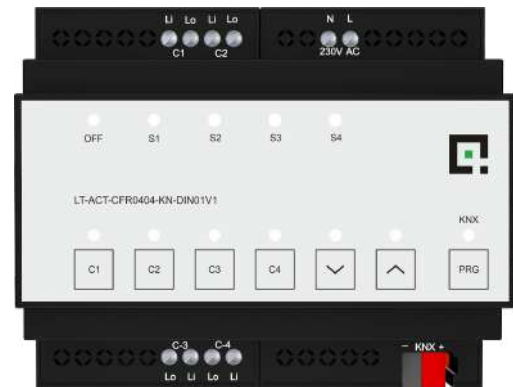 Li Lo Li Lo N L
C1 C2 230V AC
OFF S1 S2 S3 S4
LT-ACT-CFR0404-KN-DIN01V1
KNX
C1 C2 C3 C4 PRG
C-3 C-4 − KNX +
Lo Li Lo Li